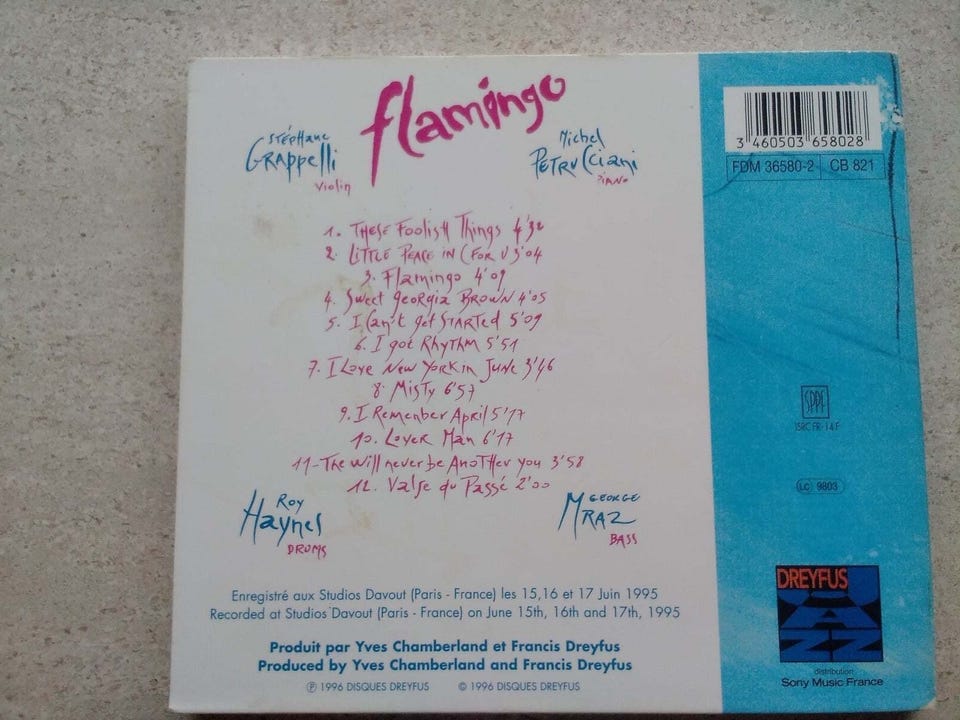 flamingo
Stéphane
Grappelli
Violin
Michel
Petrucciani
Piano
1. These Foolish Things 4'32
2. Little Peace in C For U 3'04
3. Flamingo 4'09
4. Sweet Georgia Brown 4'05
5. I Can't get Started 5'09
6. I got Rhythm 5'51
7. I Love New York in June 3'46
8. Misty 6'57
9. I Remenber April 5'17
10. Lover Man 6'17
11-The Will never be Another you 3'58
12. Valse du Passé 2'00
Roy
Haynes
Drums
George
Mraz
Bass
Enregistré aux Studios Davout (Paris - France) les 15,16 et 17 Juin 1995
Recorded at Studios Davout (Paris - France) on June 15th, 16th and 17th, 1995
Produit par Yves Chamberland et Francis Dreyfus
Produced by Yves Chamberland and Francis Dreyfus
℗ 1996 DISQUES DREYFUS © 1996 DISQUES DREYFUS
3 460503 658028
FDM 36580-2 CB 821
SPPF
ISRC FR-14F
LC 9803
DREYFUS
JAZZ
distribution
Sony Music France